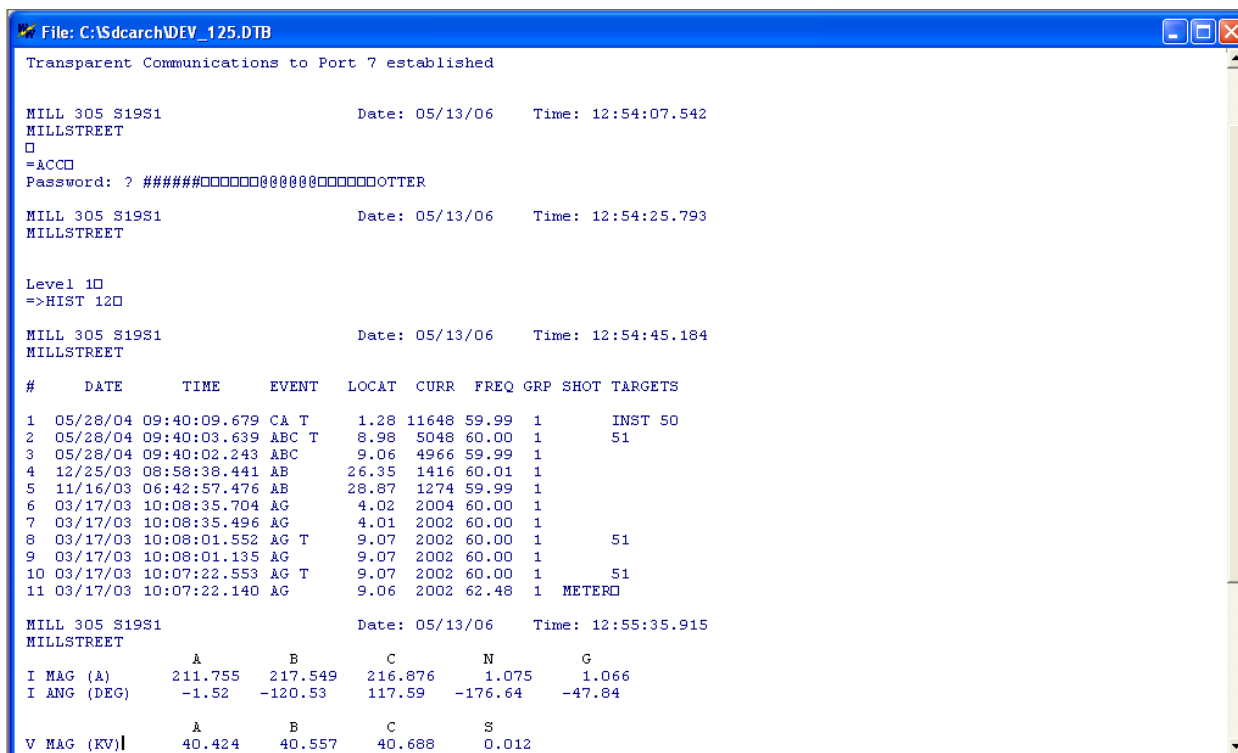 File: C:\Sdcarch\DEV_125.DTB
Transparent Communications to Port 7 established
MILL 305 S19S1 Date: 05/13/06 Time: 12:54:07.542
MILLSTREET
□
=ACC□
Password: ? ######□□□□□□@@@@@@□□□□□□OTTER
MILL 305 S19S1 Date: 05/13/06 Time: 12:54:25.793
MILLSTREET
Level 1□
=>HIST 12□
MILL 305 S19S1 Date: 05/13/06 Time: 12:54:45.184
MILLSTREET
# DATE TIME EVENT LOCAT CURR FREQ GRP SHOT TARGETS
1 05/28/04 09:40:09.679 CA T 1.28 11648 59.99 1 INST 50
2 05/28/04 09:40:03.639 ABC T 8.98 5048 60.00 1 51
3 05/28/04 09:40:02.243 ABC 9.06 4966 59.99 1
4 12/25/03 08:58:38.441 AB 26.35 1416 60.01 1
5 11/16/03 06:42:57.476 AB 28.87 1274 59.99 1
6 03/17/03 10:08:35.704 AG 4.02 2004 60.00 1
7 03/17/03 10:08:35.496 AG 4.01 2002 60.00 1
8 03/17/03 10:08:01.552 AG T 9.07 2002 60.00 1 51
9 03/17/03 10:08:01.135 AG 9.07 2002 60.00 1
10 03/17/03 10:07:22.553 AG T 9.07 2002 60.00 1 51
11 03/17/03 10:07:22.140 AG 9.06 2002 62.48 1 METER□
MILL 305 S19S1 Date: 05/13/06 Time: 12:55:35.915
MILLSTREET
A B C N G
I MAG (A) 211.755 217.549 216.876 1.075 1.066
I ANG (DEG) -1.52 -120.53 117.59 -176.64 -47.84
A B C S
V MAG (KV) 40.424 40.557 40.688 0.012